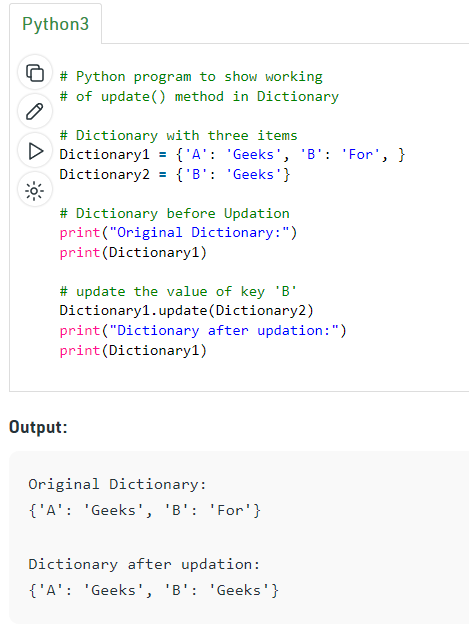 Python3
# Python program to show working
# of update() method in Dictionary
# Dictionary with three items
Dictionary1 = {'A': 'Geeks', 'B': 'For', }
Dictionary2 = {'B': 'Geeks'}
# Dictionary before Updation
print("Original Dictionary:")
print(Dictionary1)
# update the value of key 'B'
Dictionary1.update(Dictionary2)
print("Dictionary after updation:")
print(Dictionary1)
Output:
Original Dictionary:
{'A': 'Geeks', 'B': 'For'}
Dictionary after updation:
{'A': 'Geeks', 'B': 'Geeks'}